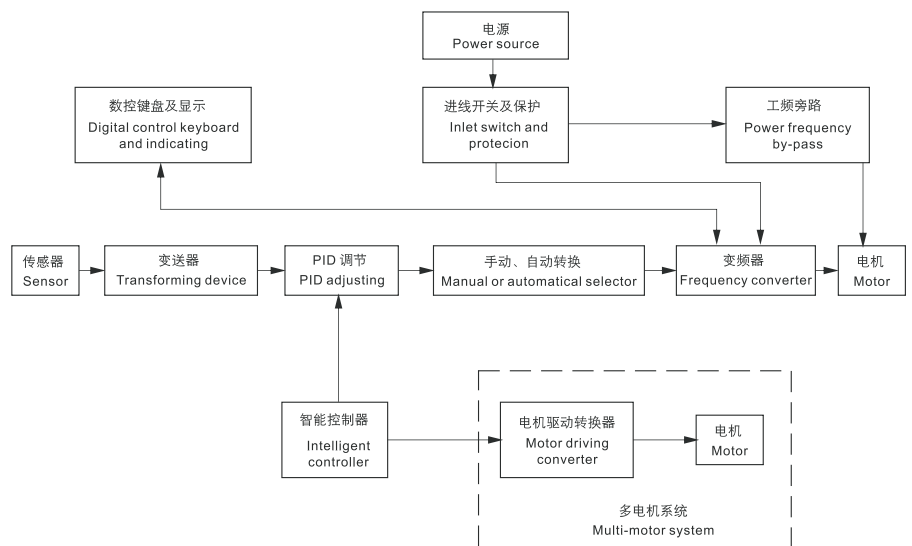 电源
Power source
数控键盘及显示
Digital control keyboard
and indicating
进线开关及保护
Inlet switch and
protecion
工频旁路
Power frequency
by-pass
传感器
Sensor
变送器
Transforming device
PID 调节
PID adjusting
手动、自动转换
Manual or automatical selector
变频器
Frequency converter
电机
Motor
智能控制器
Intelligent
controller
电机驱动转换器
Motor driving
converter
电机
Motor
多电机系统
Multi-motor system